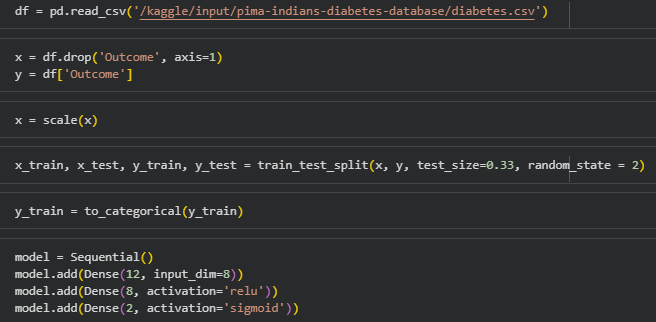 df = pd.read_csv('/kaggle/input/pima-indians-diabetes-database/diabetes.csv')
x = df.drop('Outcome', axis=1)
y = df['Outcome']
x = scale(x)
x_train, x_test, y_train, y_test = train_test_split(x, y, test_size=0.33, random_state = 2)
y_train = to_categorical(y_train)
model = Sequential()
model.add(Dense(12, input_dim=8))
model.add(Dense(8, activation='relu'))
model.add(Dense(2, activation='sigmoid'))